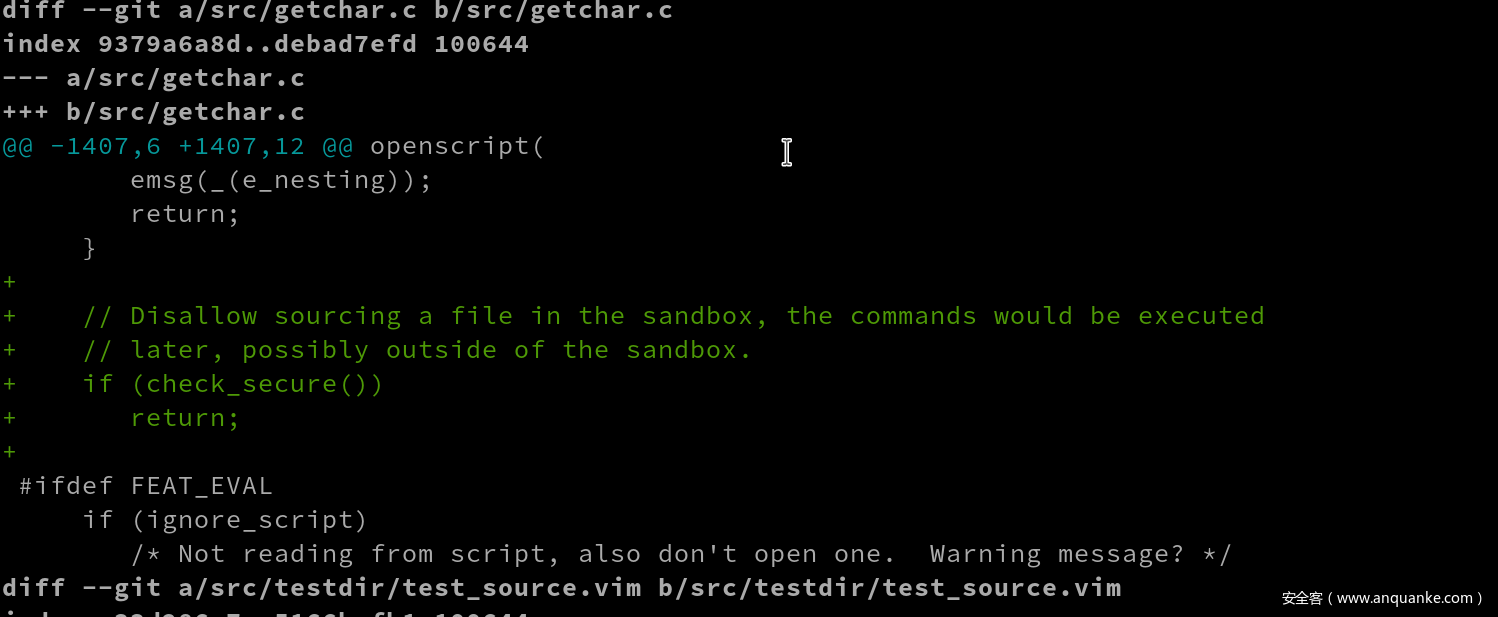 diff --git a/src/getchar.c b/src/getchar.c
index 9379a6a8d..debad7efd 100644
--- a/src/getchar.c
+++ b/src/getchar.c
@@ -1407,6 +1407,12 @@ openscript(
        emsg(_(e_nesting));
        return;
     }
+
+    // Disallow sourcing a file in the sandbox, the commands would be executed
+    // later, possibly outside of the sandbox.
+    if (check_secure())
+       return;
+
 #ifdef FEAT_EVAL
     if (ignore_script)
        /* Not reading from script, also don't open one.  Warning message? */
diff --git a/src/testdir/test_source.vim b/src/testdir/test_source.vim
安全客（www.anquanke.com）